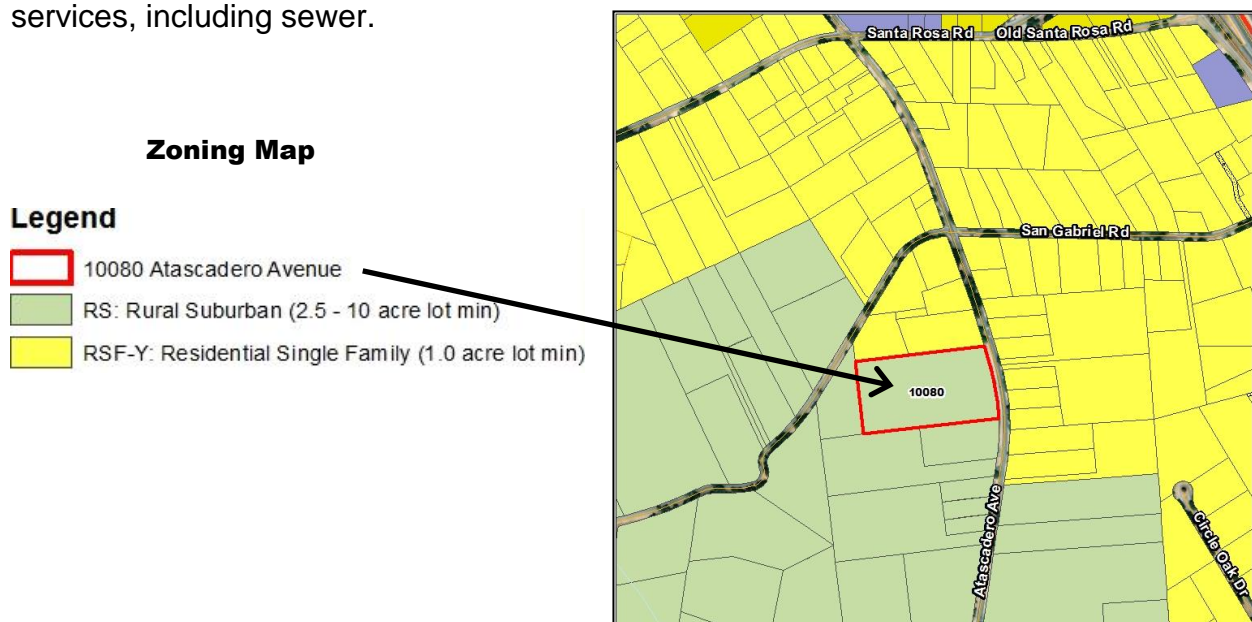 services, including sewer.
Zoning Map
Legend
10080 Atascadero Avenue
RS: Rural Suburban (2.5 - 10 acre lot min)
RSF-Y: Residential Single Family (1.0 acre lot min)
Santa Rosa Rd
Old Santa Rosa Rd
San Gabriel Rd
10080
Atascadero Ave
Circle Oak Dr